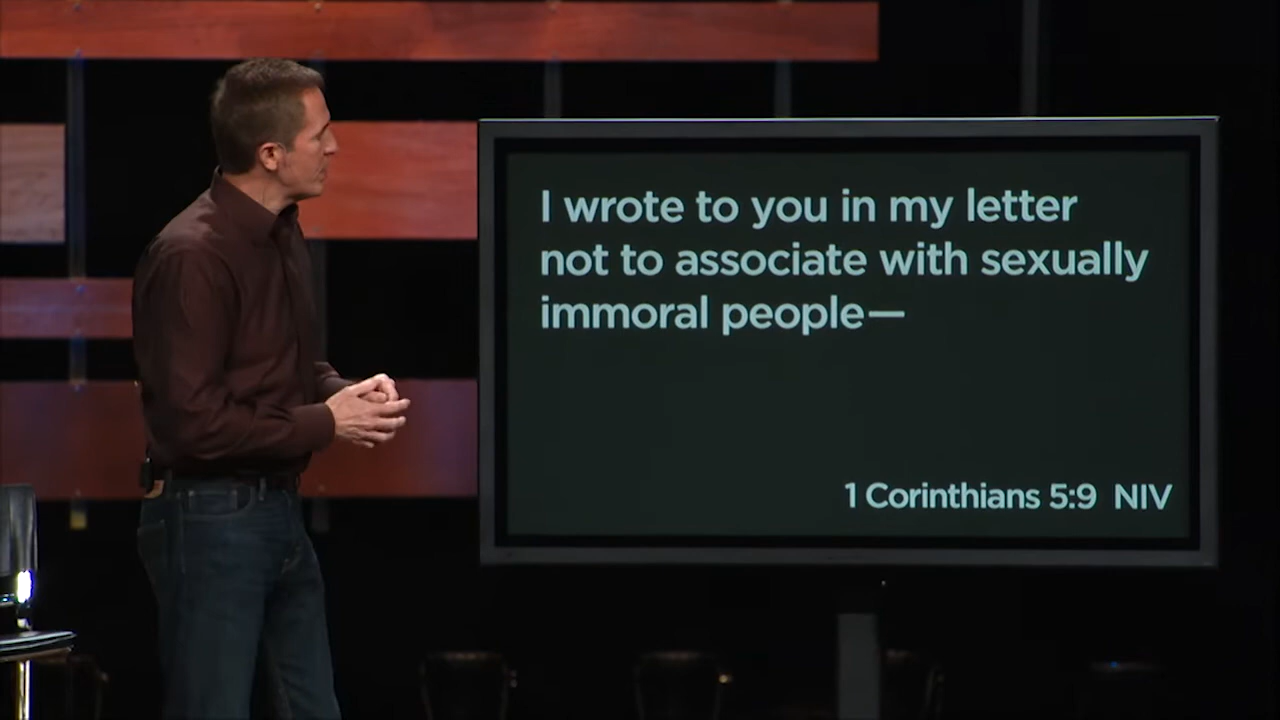 I wrote to you in my letter
not to associate with sexually
immoral people—
1 Corinthians 5:9 NIV